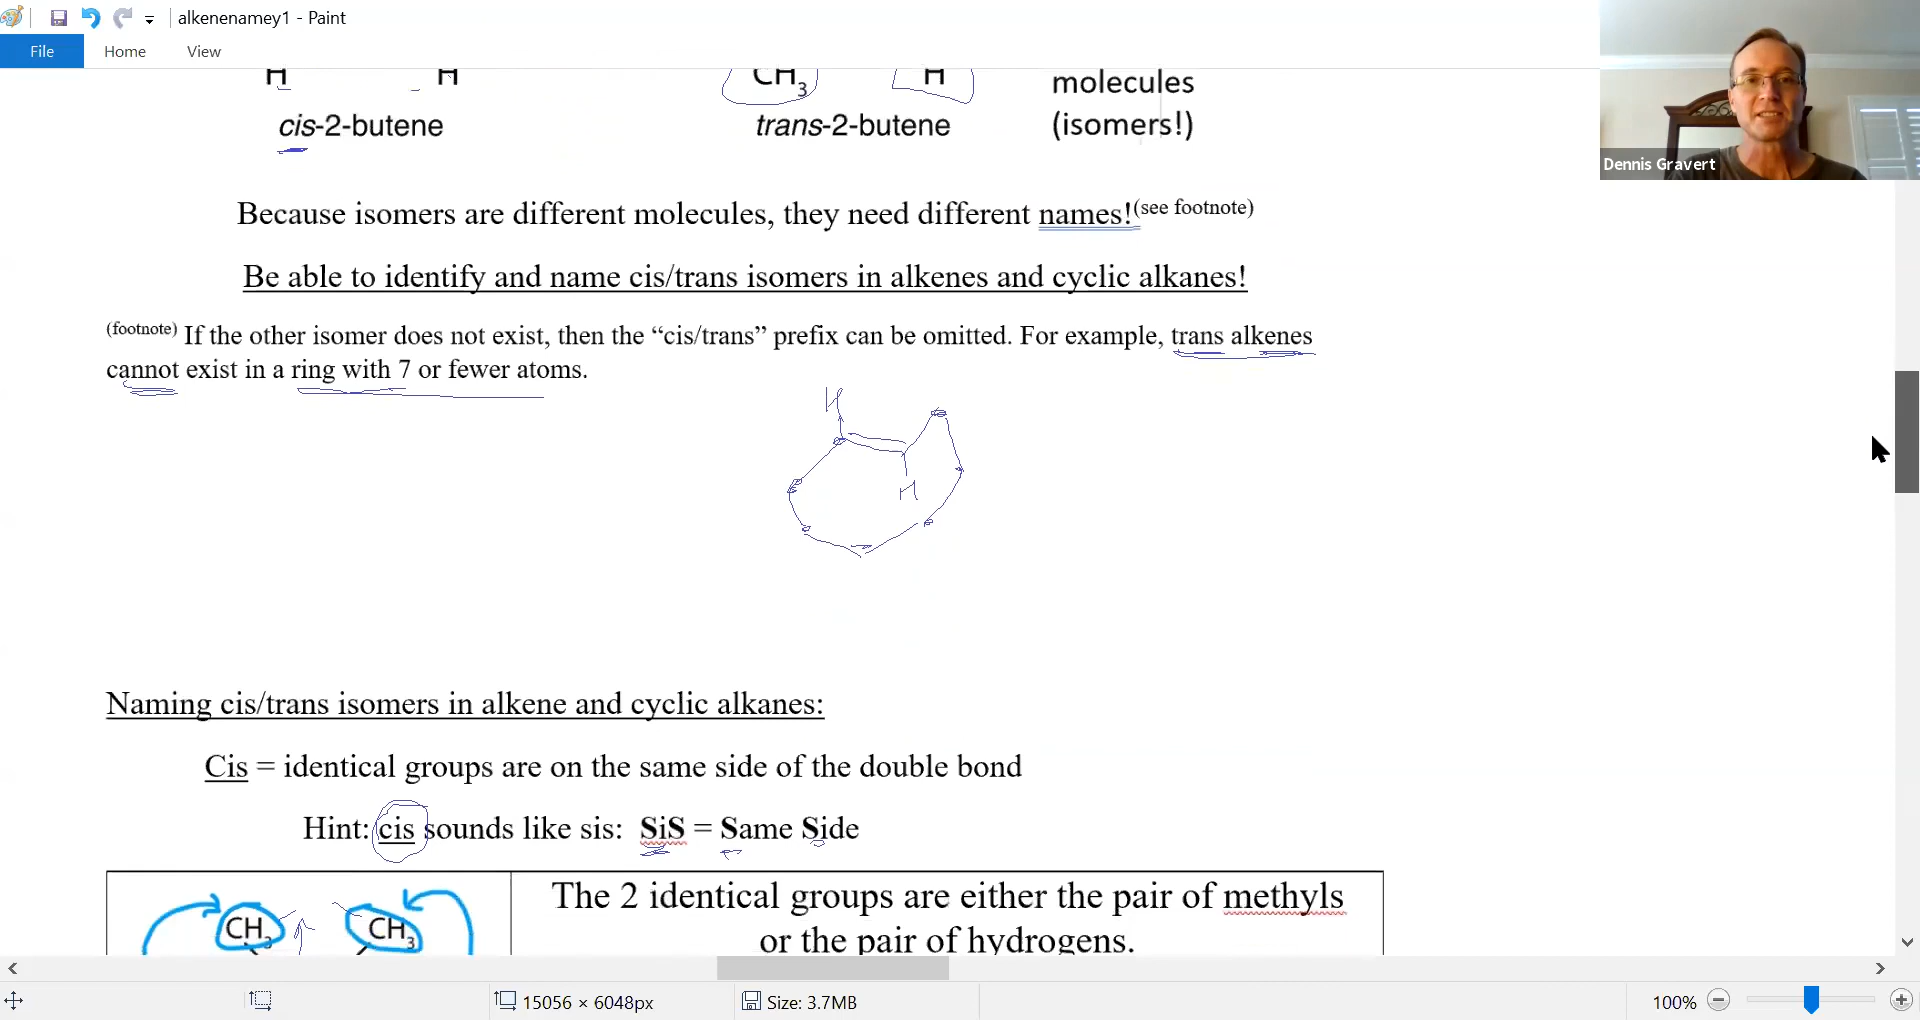 alkenenamey1 - Paint
File Home View
H H CH3 H molecules
cis-2-butene trans-2-butene (isomers!)
Dennis Gravert
Because isomers are different molecules, they need different names!(see footnote)
Be able to identify and name cis/trans isomers in alkenes and cyclic alkanes!
(footnote) If the other isomer does not exist, then the “cis/trans” prefix can be omitted. For example, trans alkenes
cannot exist in a ring with 7 or fewer atoms.
H
H
Naming cis/trans isomers in alkene and cyclic alkanes:
Cis = identical groups are on the same side of the double bond
Hint: cis sounds like sis: SiS = Same Side
CH3 CH3
The 2 identical groups are either the pair of methyls
or the pair of hydrogens.
15056 × 6048px Size: 3.7MB 100%